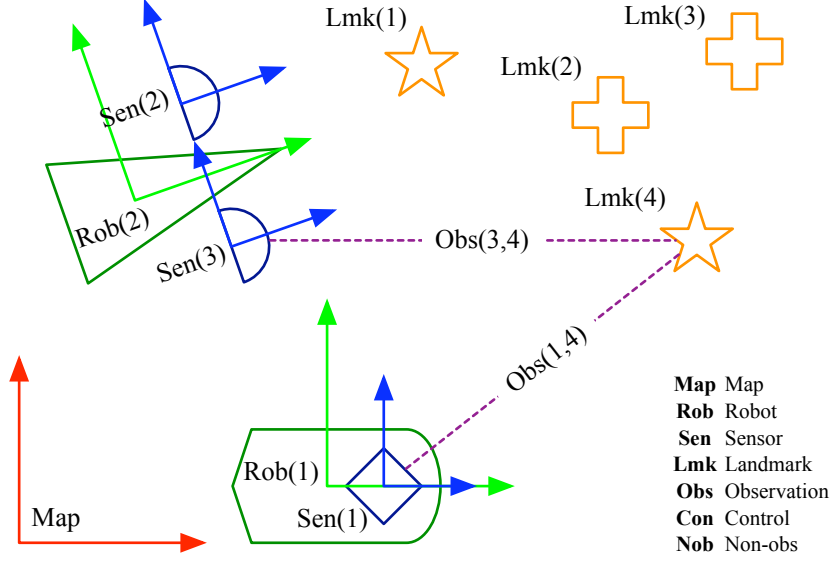 Lmk(1)
Lmk(3)
Lmk(2)
Sen(2)
Lmk(4)
Rob(2)
Sen(3)
Obs(3,4)
Obs(1,4)
Rob(1)
Sen(1)
Map
Map Map
Rob Robot
Sen Sensor
Lmk Landmark
Obs Observation
Con Control
Nob Non-obs